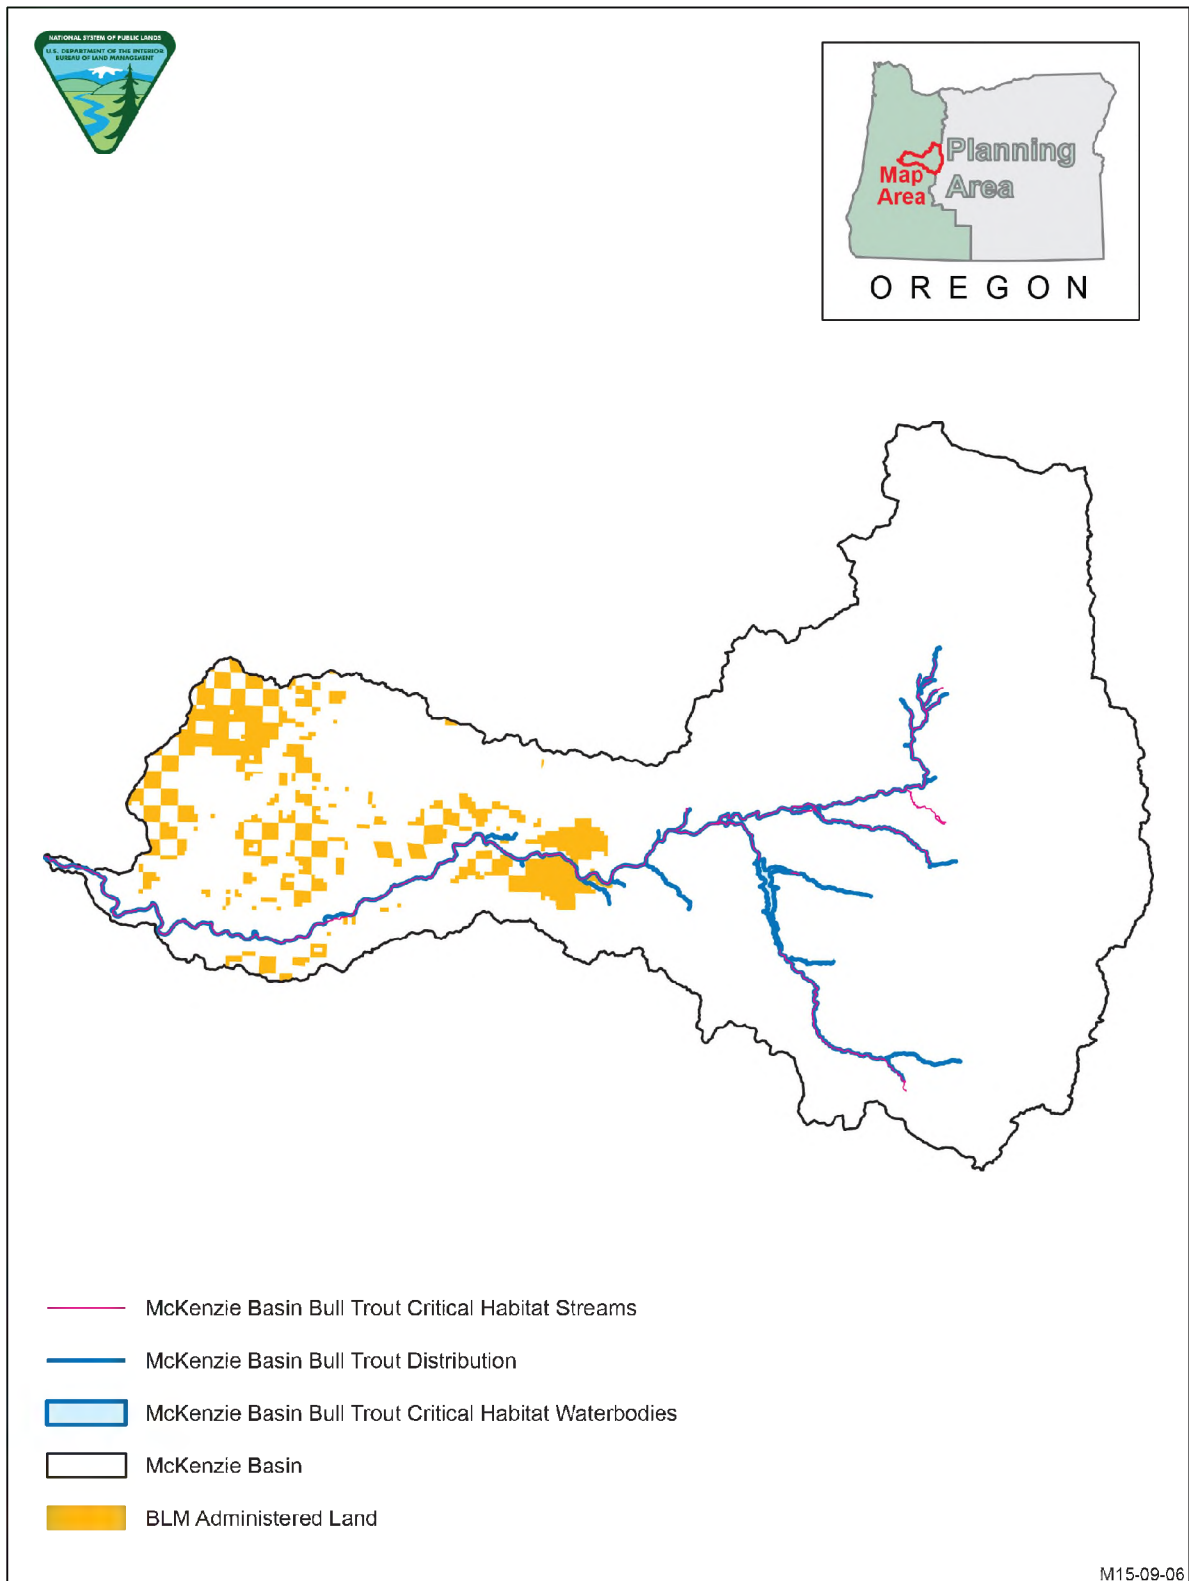 NATIONAL SYSTEM OF PUBLIC LANDS
U.S. DEPARTMENT OF THE INTERIOR
BUREAU OF LAND MANAGEMENT
Planning
Area
Map
Area
OREGON
McKenzie Basin Bull Trout Critical Habitat Streams
McKenzie Basin Bull Trout Distribution
McKenzie Basin Bull Trout Critical Habitat Waterbodies
McKenzie Basin
BLM Administered Land
M15-09-06